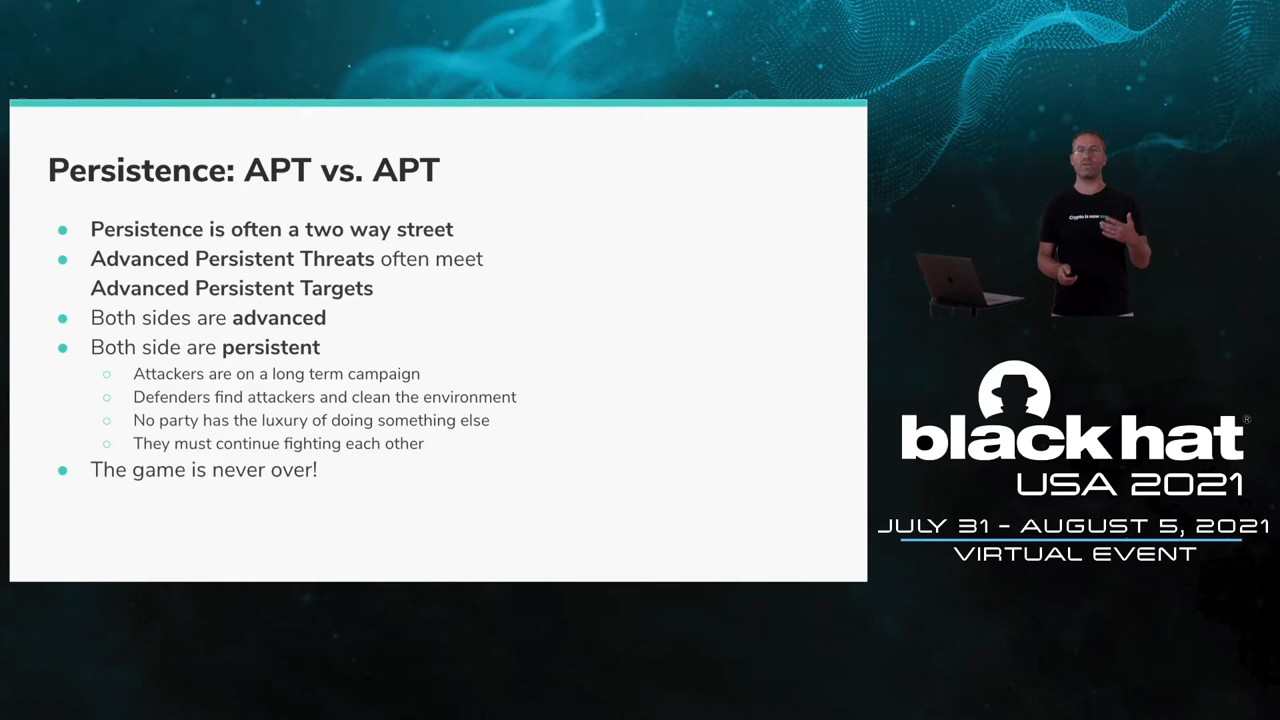 Persistence: APT vs. APT
Persistence is often a two way street
Advanced Persistent Threats often meet
Advanced Persistent Targets
Both sides are advanced
Both side are persistent
Attackers are on a long term campaign
Defenders find attackers and clean the environment
No party has the luxury of doing something else
They must continue fighting each other
The game is never over!
Crypto is now
black hat®
USA 2021
JULY 31 - AUGUST 5, 2021
VIRTUAL EVENT